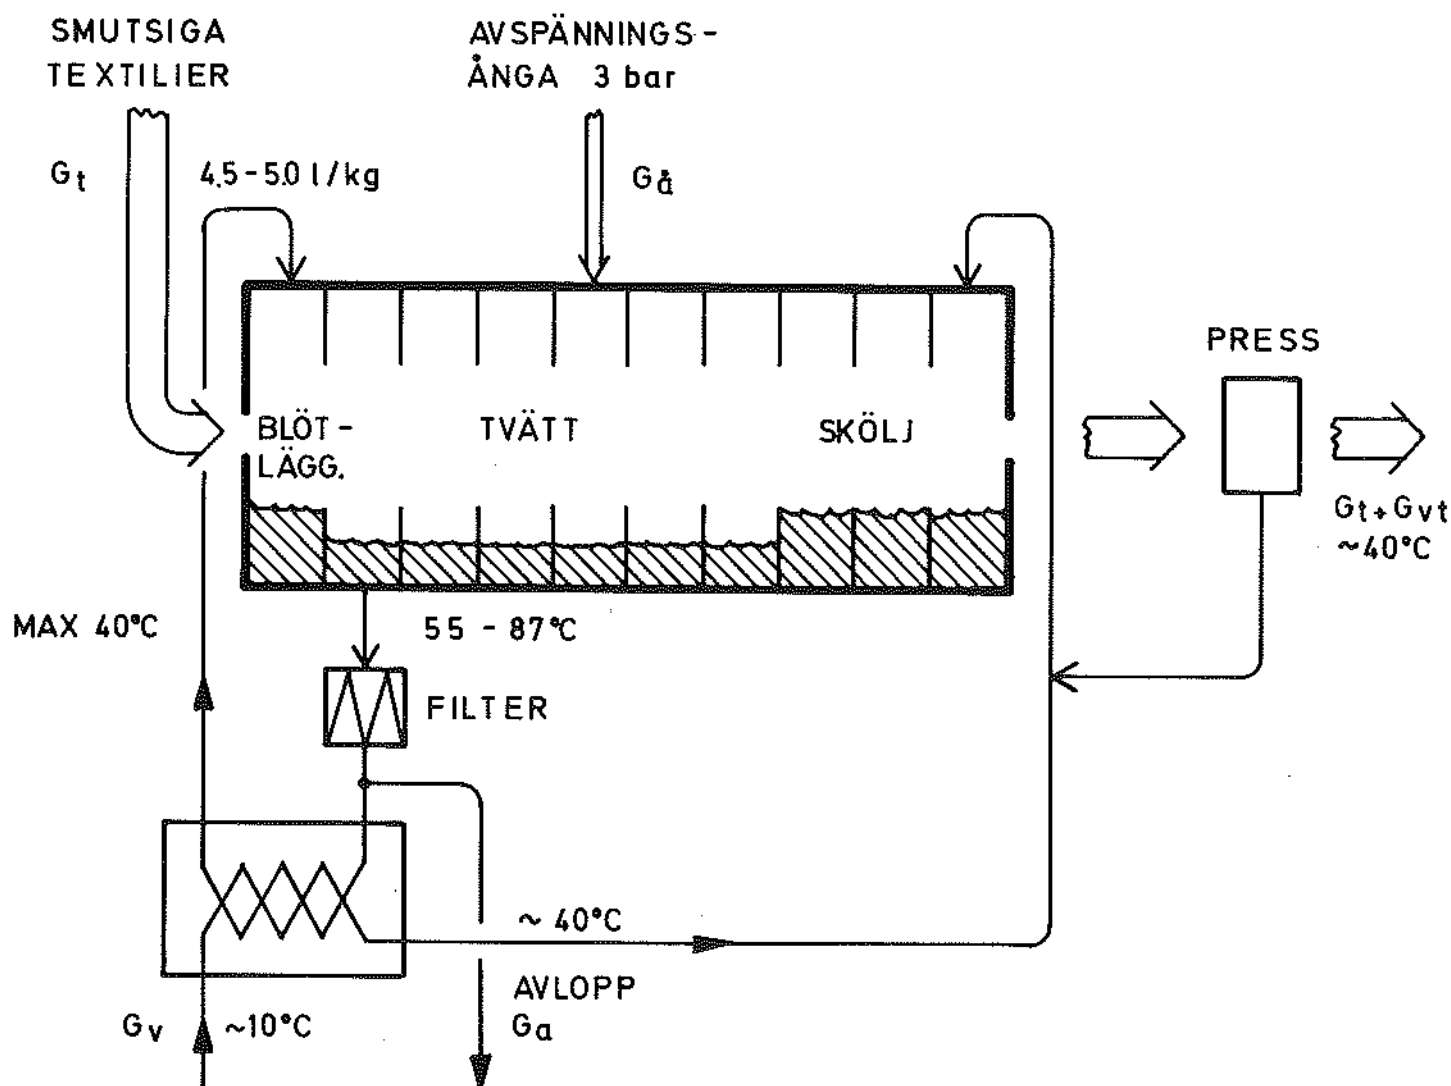 SMUTSIGA
TEXTILIER
AVSPÄNNINGS-
ÅNGA 3 bar
Gt
4.5-5.0 l/kg
Gå
PRESS
BLÖT-
LÄGG.
TVÄTT
SKÖLJ
Gt+Gvt
~40°C
MAX 40°C
55-87°C
FILTER
~40°C
AVLOPP
Ga
Gv ~10°C